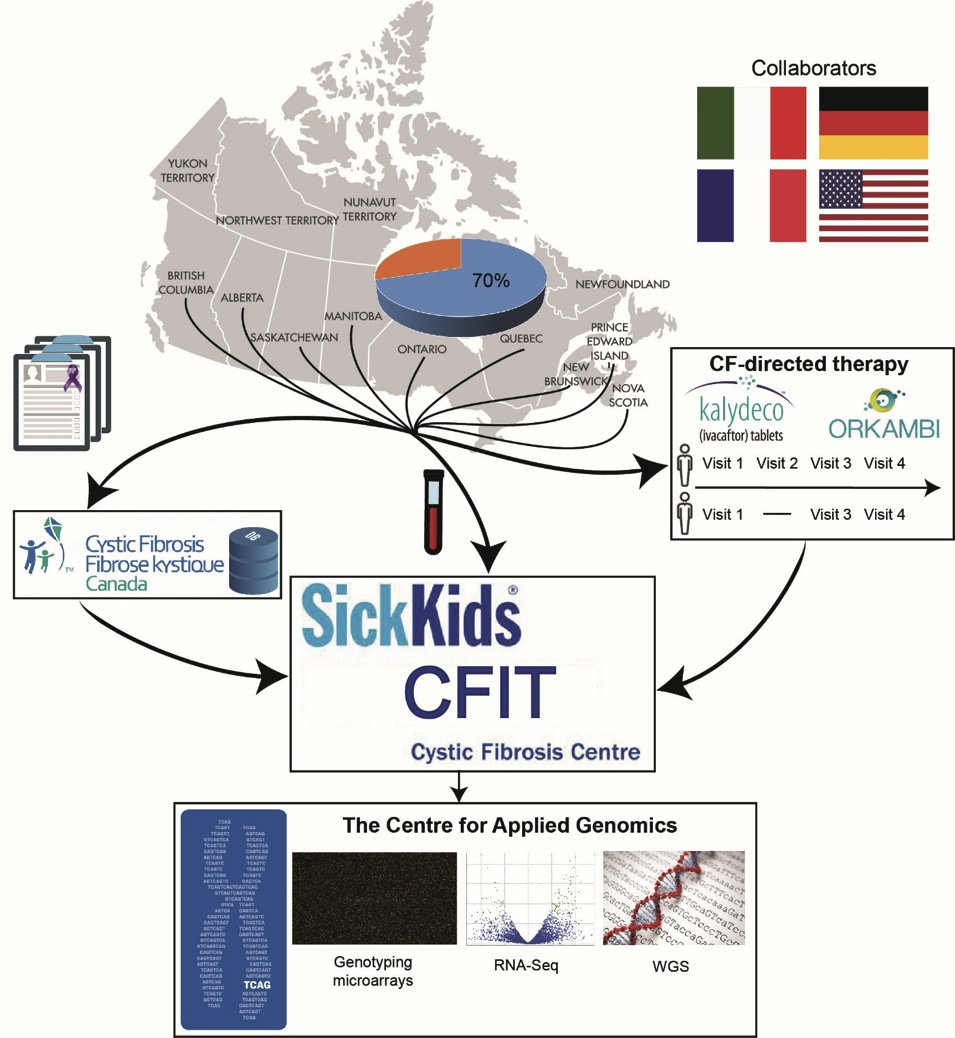 Collaborators
YUKON
TERRITORY
NUNAVUT
TERRITORY
NORTHWEST TERRITORY
BRITISH
COLUMBIA
ALBERTA
SASKATCHEWAN
MANITOBA
ONTARIO
70%
QUEBEC
NEWFOUNDLAND
PRINCE
EDWARD
ISLAND
NEW
BRUNSWICK
NOVA
SCOTIA
CF-directed therapy
kalydeco
(ivacaftor) tablets
ORKAMBI
Visit 1 Visit 2 Visit 3 Visit 4
Visit 1 — Visit 3 Visit 4
Cystic Fibrosis
Fibrose kystique
Canada
TM
DB
SickKids®
CFIT
Cystic Fibrosis Centre
The Centre for Applied Genomics
TCAG
Genotyping
microarrays
RNA-Seq
WGS